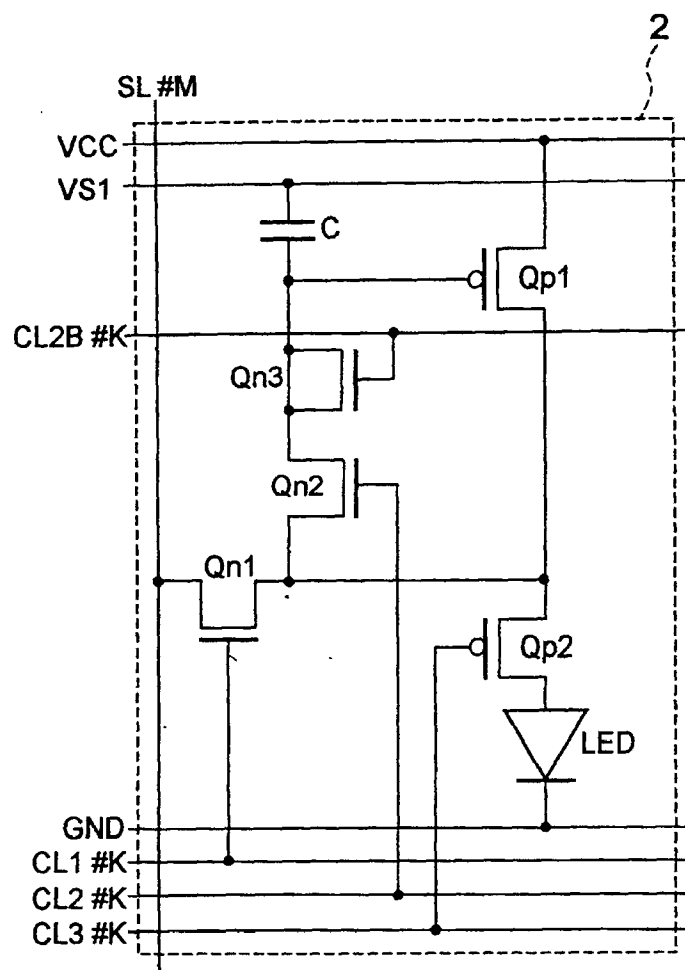 2
SL #M
VCC
VS1
C
Qp1
CL2B #K
Qn3
Qn2
Qn1
Qp2
LED
GND
CL1 #K
CL2 #K
CL3 #K